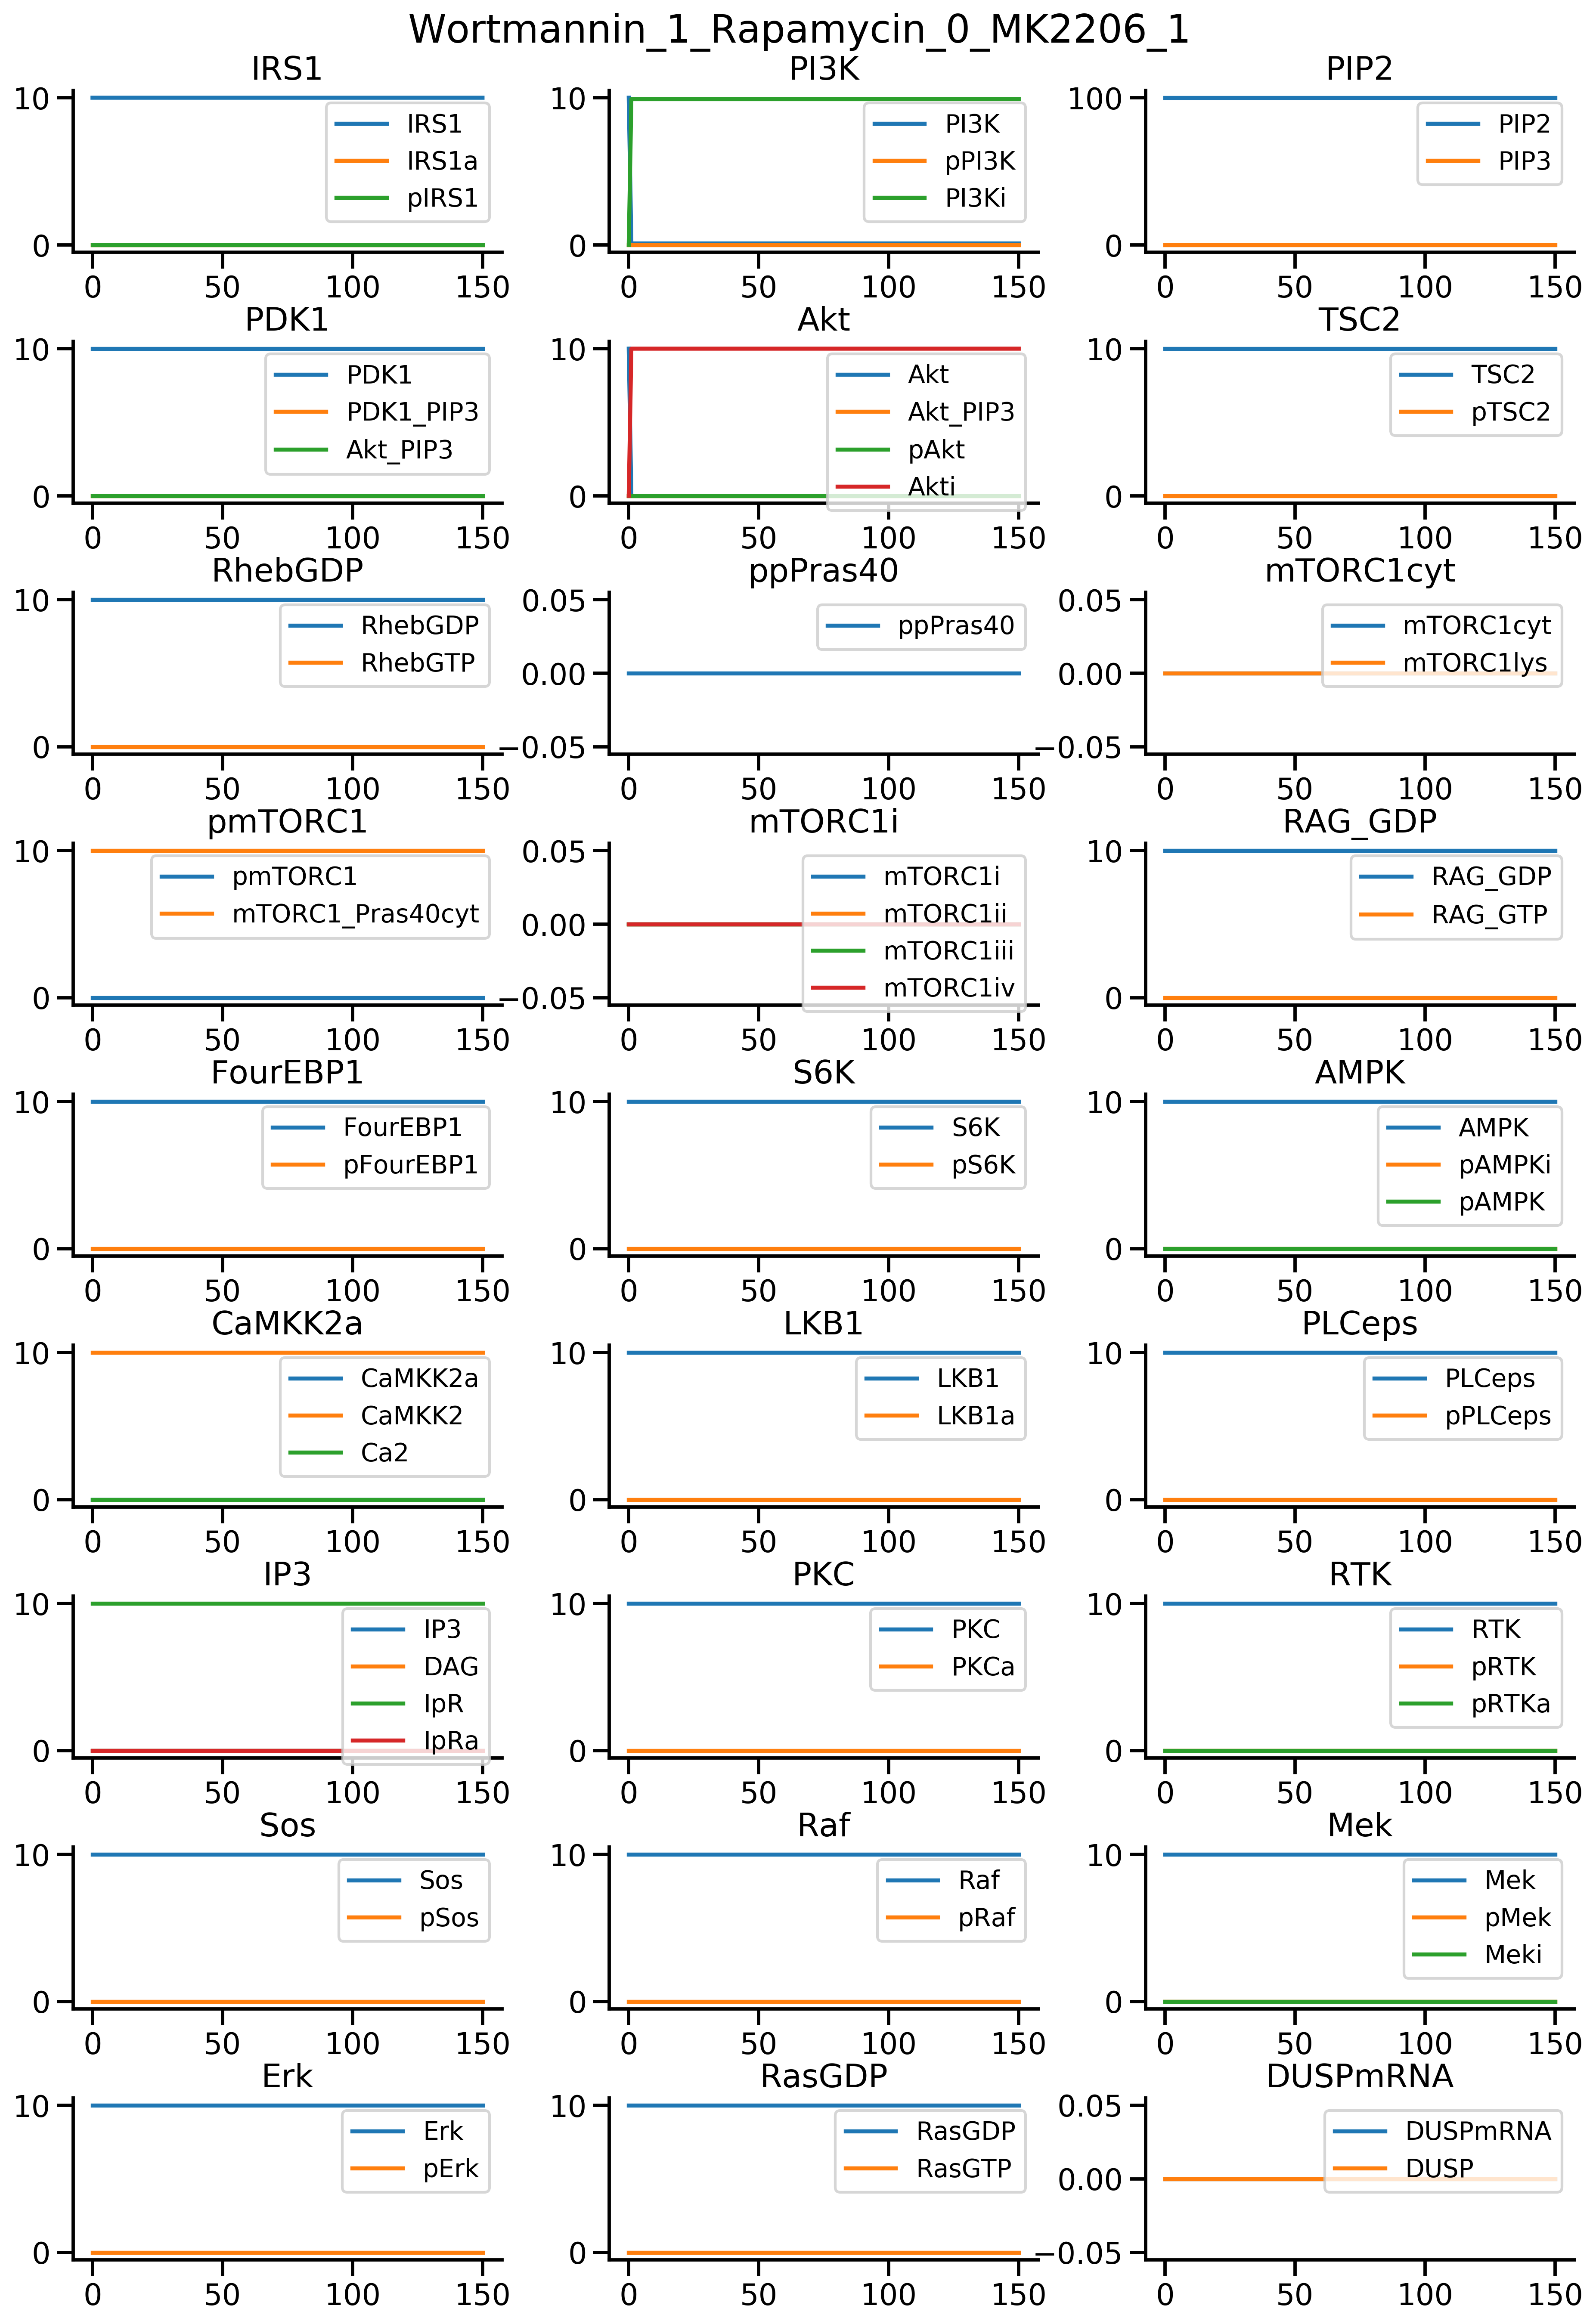 Wortmannin_1_Rapamycin_0_MK2206_1
IRS1 PI3K PIP2
10 10 100
IRS1 PI3K PIP2
IRS1a pPI3K PIP3
pIRS1 PI3Ki
0 0 0
0 50 100 150 0 50 100 150 0 50 100 150
PDK1 Akt TSC2
10 10 10
PDK1 Akt TSC2
PDK1_PIP3 Akt_PIP3 pTSC2
Akt_PIP3 pAkt
Akti
0 0 0
0 50 100 150 0 50 100 150 0 50 100 150
RhebGDP ppPras40 mTORC1cyt
10 0.05 0.05
RhebGDP ppPras40 mTORC1cyt
RhebGTP mTORC1lys
0.00 0.00
0 −0.05 −0.05
0 50 100 150 0 50 100 150 0 50 100 150
pmTORC1 mTORC1i RAG_GDP
10 0.05 10
pmTORC1 mTORC1i RAG_GDP
mTORC1_Pras40cyt mTORC1ii RAG_GTP
0.00
mTORC1iii
mTORC1iv
0 −0.05 0
0 50 100 150 0 50 100 150 0 50 100 150
FourEBP1 S6K AMPK
10 10 10
FourEBP1 S6K AMPK
pFourEBP1 pS6K pAMPKi
pAMPK
0 0 0
0 50 100 150 0 50 100 150 0 50 100 150
CaMKK2a LKB1 PLCeps
10 10 10
CaMKK2a LKB1 PLCeps
CaMKK2 LKB1a pPLCeps
Ca2
0 0 0
0 50 100 150 0 50 100 150 0 50 100 150
IP3 PKC RTK
10 10 10
IP3 PKC RTK
DAG PKCa pRTK
IpR pRTKa
IpRa
0 0 0
0 50 100 150 0 50 100 150 0 50 100 150
Sos Raf Mek
10 10 10
Sos Raf Mek
pSos pRaf pMek
Meki
0 0 0
0 50 100 150 0 50 100 150 0 50 100 150
Erk RasGDP DUSPmRNA
10 10 0.05
Erk RasGDP DUSPmRNA
pErk RasGTP DUSP
0.00
0 0 −0.05
0 50 100 150 0 50 100 150 0 50 100 150